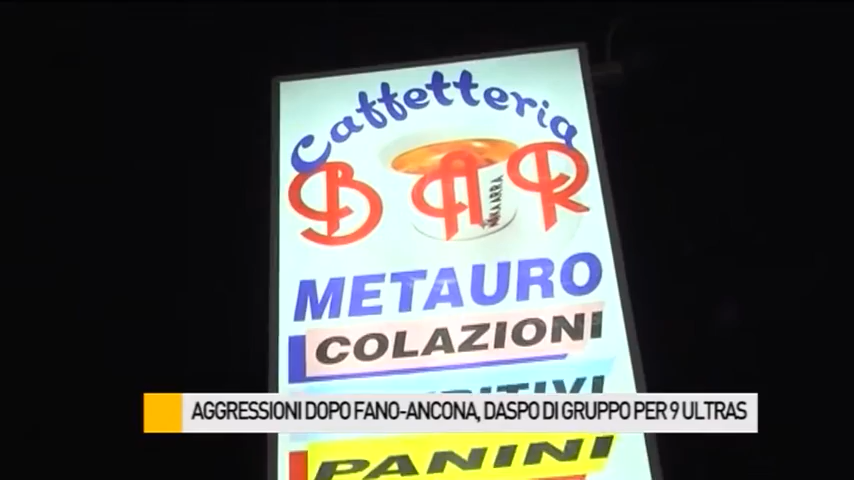 Caffetteria
BAR
METAURO
COLAZIONI
AGGRESSIONI DOPO FANO-ANCONA, DASPO DI GRUPPO PER 9 ULTRAS
PANINI